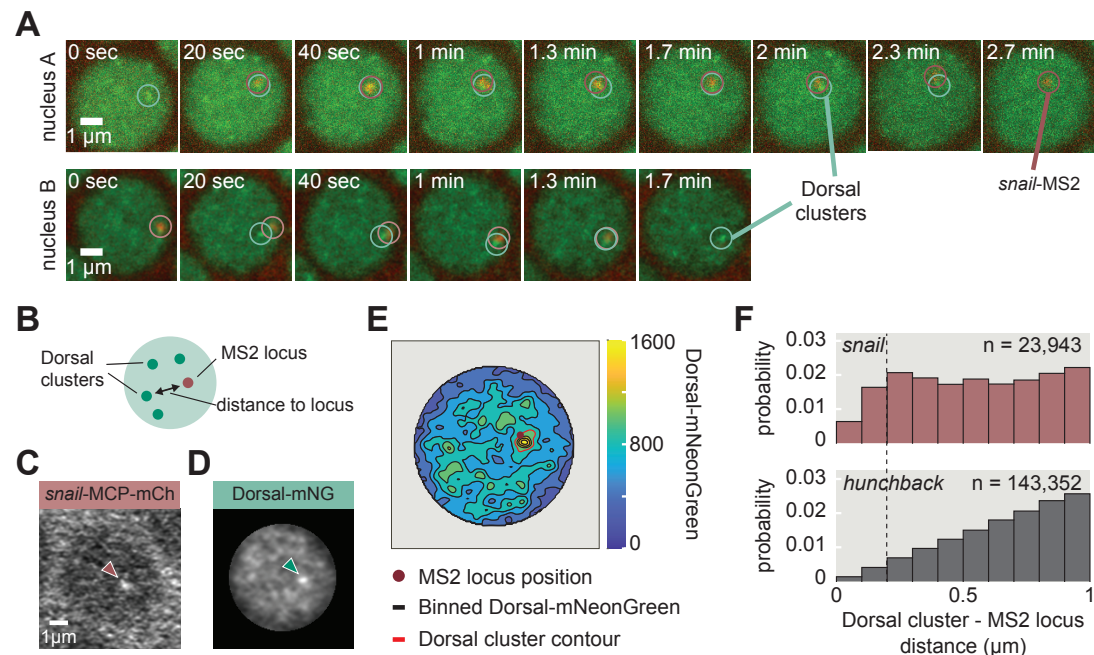 A
nucleus A
0 sec
20 sec
40 sec
1 min
1.3 min
1.7 min
2 min
2.3 min
2.7 min
1 µm
nucleus B
0 sec
20 sec
40 sec
1 min
1.3 min
1.7 min
1 µm
Dorsal
clusters
snail-MS2
B
Dorsal
clusters
MS2 locus
distance to locus
C
snail-MCP-mCh
1µm
D
Dorsal-mNG
E
1600
800
0
Dorsal-mNeonGreen
MS2 locus position
Binned Dorsal-mNeonGreen
Dorsal cluster contour
F
probability
0.03
0.02
0.01
0
snail
n = 23,943
probability
0.03
0.02
0.01
0
hunchback
n = 143,352
0
0.5
1
Dorsal cluster - MS2 locus
distance (µm)